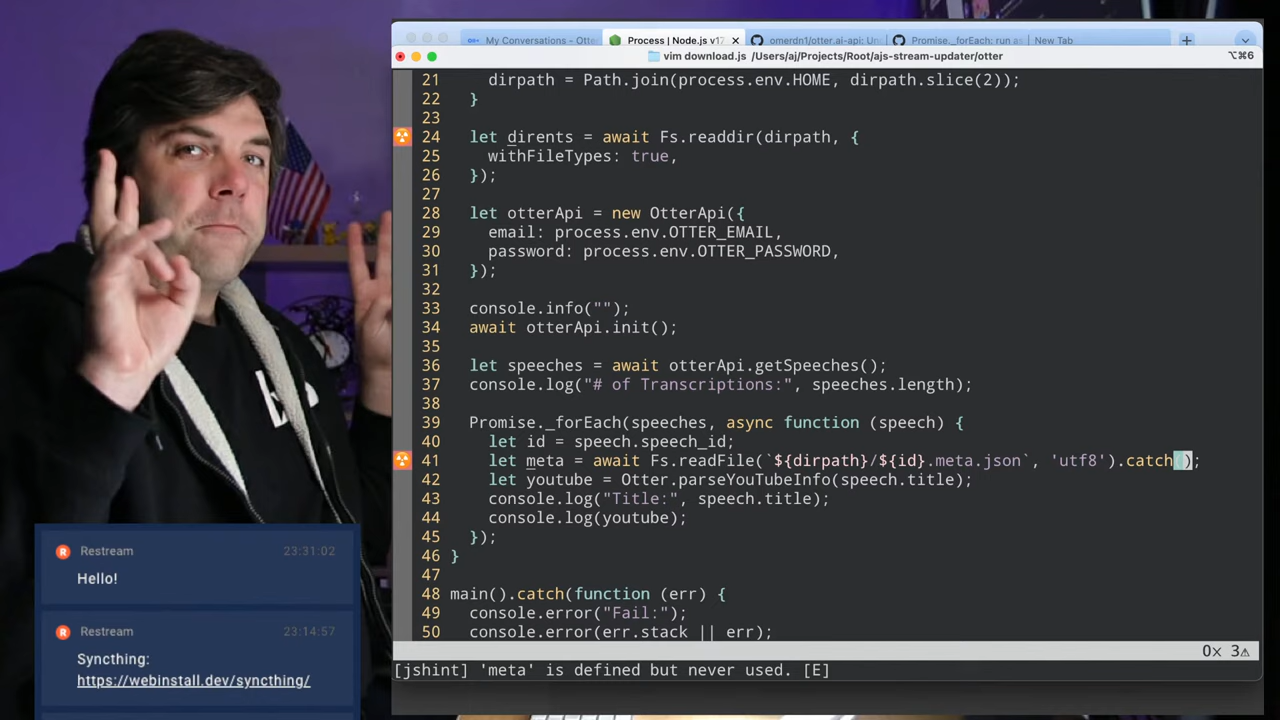 My Conversations - Otte
Process | Node.js v17
omerdn1/otter.ai-api: Un
Promise._forEach: run as
New Tab
vim download.js /Users/aj/Projects/Root/ajs-stream-updater/otter
⌥⌘6
21 dirpath = Path.join(process.env.HOME, dirpath.slice(2));
22 }
23
24 let dirents = await Fs.readdir(dirpath, {
25 withFileTypes: true,
26 });
27
28 let otterApi = new OtterApi({
29 email: process.env.OTTER_EMAIL,
30 password: process.env.OTTER_PASSWORD,
31 });
32
33 console.info("");
34 await otterApi.init();
35
36 let speeches = await otterApi.getSpeeches();
37 console.log("# of Transcriptions:", speeches.length);
38
39 Promise._forEach(speeches, async function (speech) {
40 let id = speech.speech_id;
41 let meta = await Fs.readFile(`${dirpath}/${id}.meta.json`, 'utf8').catch();
42 let youtube = Otter.parseYouTubeInfo(speech.title);
43 console.log("Title:", speech.title);
44 console.log(youtube);
45 });
46 }
47
48 main().catch(function (err) {
49 console.error("Fail:");
50 console.error(err.stack || err);
0× 3⚠
[jshint] 'meta' is defined but never used. [E]
R Restream 23:31:02
Hello!
R Restream 23:14:57
Syncthing:
https://webinstall.dev/syncthing/